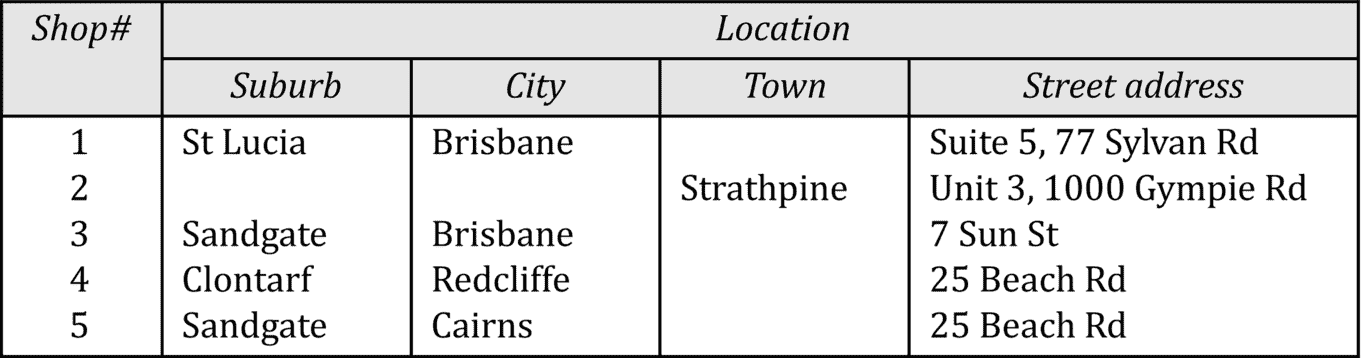 Shop# Location
Suburb City Town Street address
1 St Lucia Brisbane Suite 5, 77 Sylvan Rd
2 Strathpine Unit 3, 1000 Gympie Rd
3 Sandgate Brisbane 7 Sun St
4 Clontarf Redcliffe 25 Beach Rd
5 Sandgate Cairns 25 Beach Rd